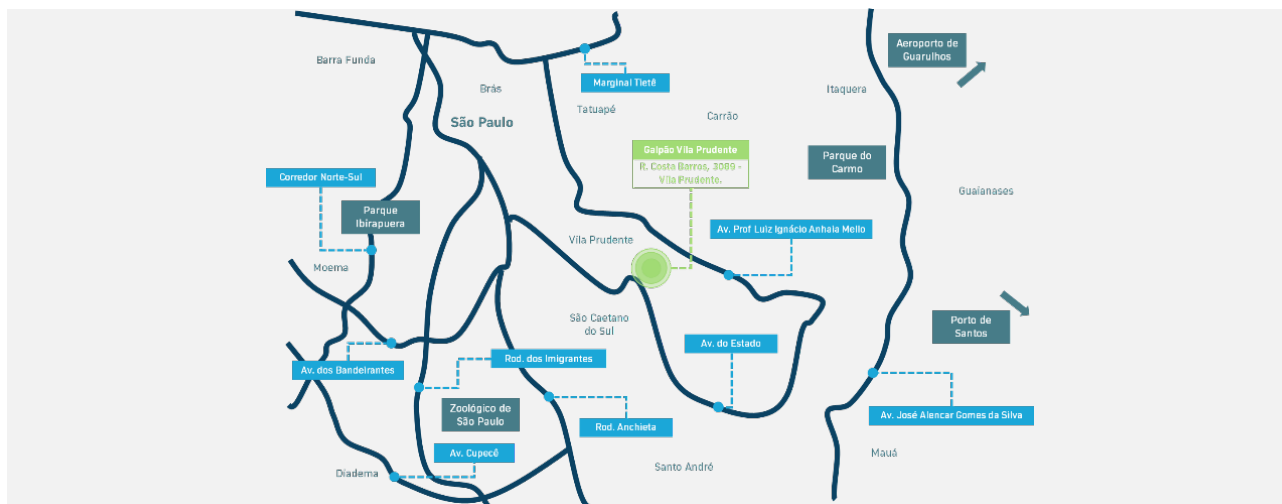 Aeroporto de
Guarulhos
Barra Funda
Marginal Tietê
Brás
Itaquera
Tatuapé
Carrão
São Paulo
Galpão Vila Prudente
R. Costa Barros, 3089 -
Vila Prudente.
Parque do
Carmo
Corredor Norte-Sul
Guaianases
Parque
Ibirapuera
Av. Prof Luiz Ignácio Anhaia Mello
Vila Prudente
Moema
São Caetano
do Sul
Porto de
Santos
Av. do Estado
Rod. dos Imigrantes
Av. dos Bandeirantes
Zoológico de
São Paulo
Av. José Alencar Gomes da Silva
Rod. Anchieta
Av. Cupecê
Mauá
Santo André
Diadema